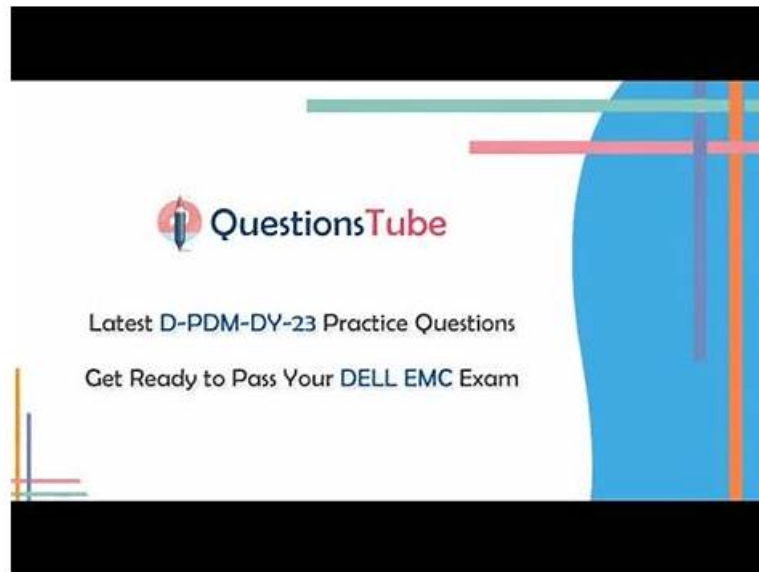 QuestionsTube
Latest D-PDM-DY-23 Practice Questions
Get Ready to Pass Your DELL EMC Exam